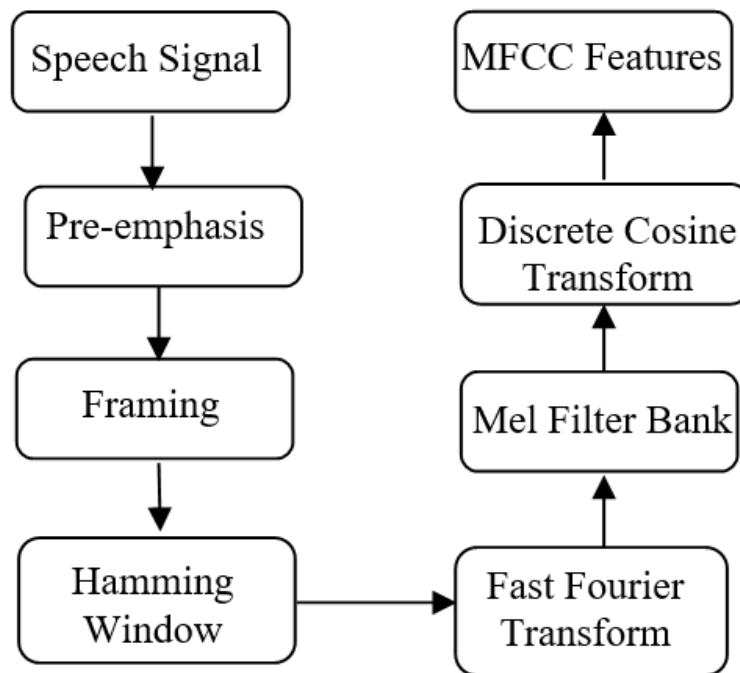 Speech Signal
Pre-emphasis
Framing
Hamming
Window
Fast Fourier
Transform
Mel Filter Bank
Discrete Cosine
Transform
MFCC Features